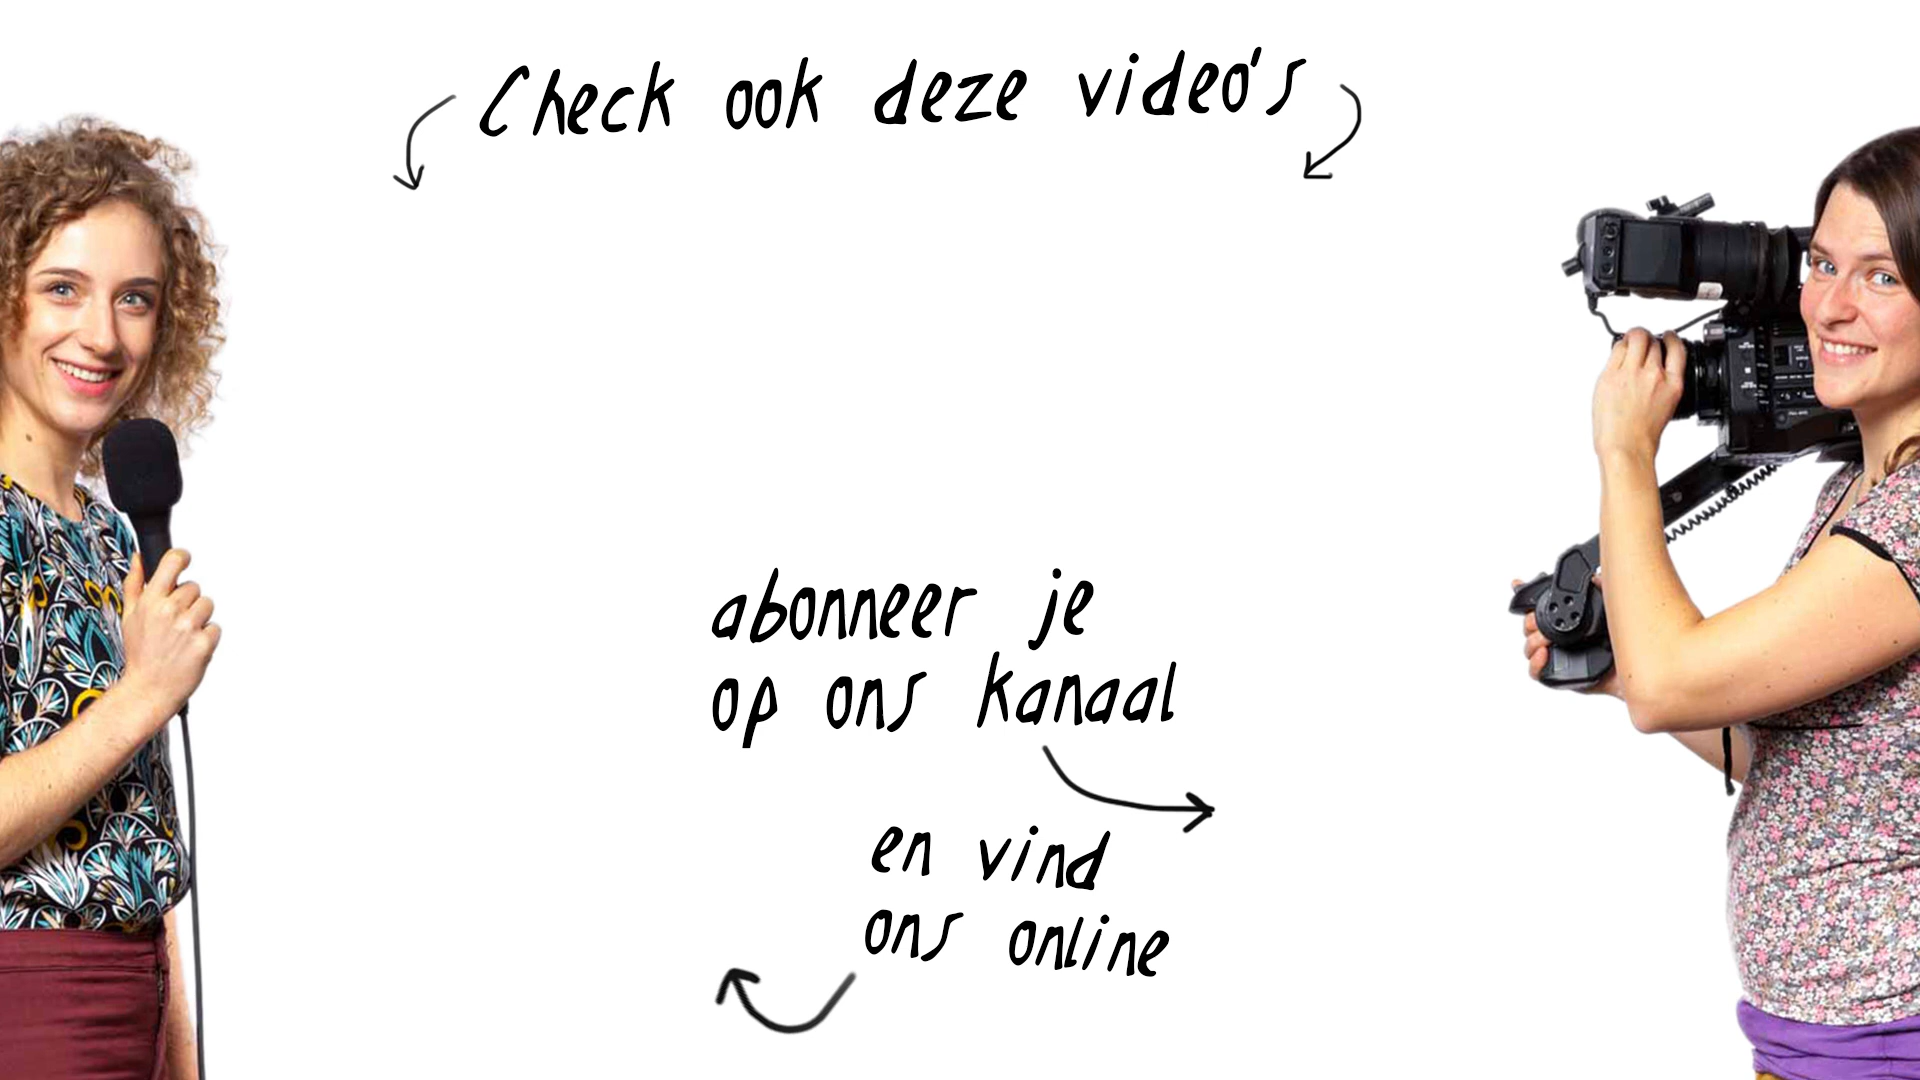 Check ook deze video's
abonneer je
op ons kanaal
en vind
ons online